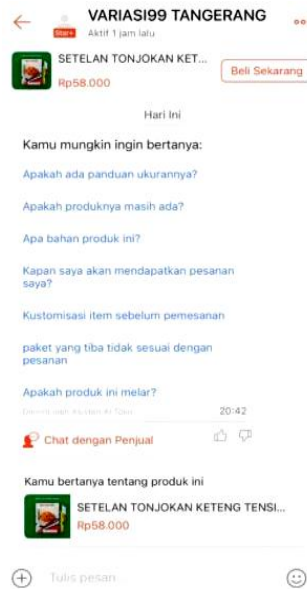 VARIASI99 TANGERANG
Star+
Aktif 1 jam lalu
SETELAN TONJOKAN KET...
Rp58.000
Beli Sekarang
Hari Ini
Kamu mungkin ingin bertanya:
Apakah ada panduan ukurannya?
Apakah produknya masih ada?
Apa bahan produk ini?
Kapan saya akan mendapatkan pesanan
saya?
Kustomisasi item sebelum pemesanan
paket yang tiba tidak sesuai dengan
pesanan
Apakah produk ini melar?
20:42
Chat dengan Penjual
Kamu bertanya tentang produk ini
SETELAN TONJOKAN KETENG TENSI...
Rp58.000
Tulis pesan